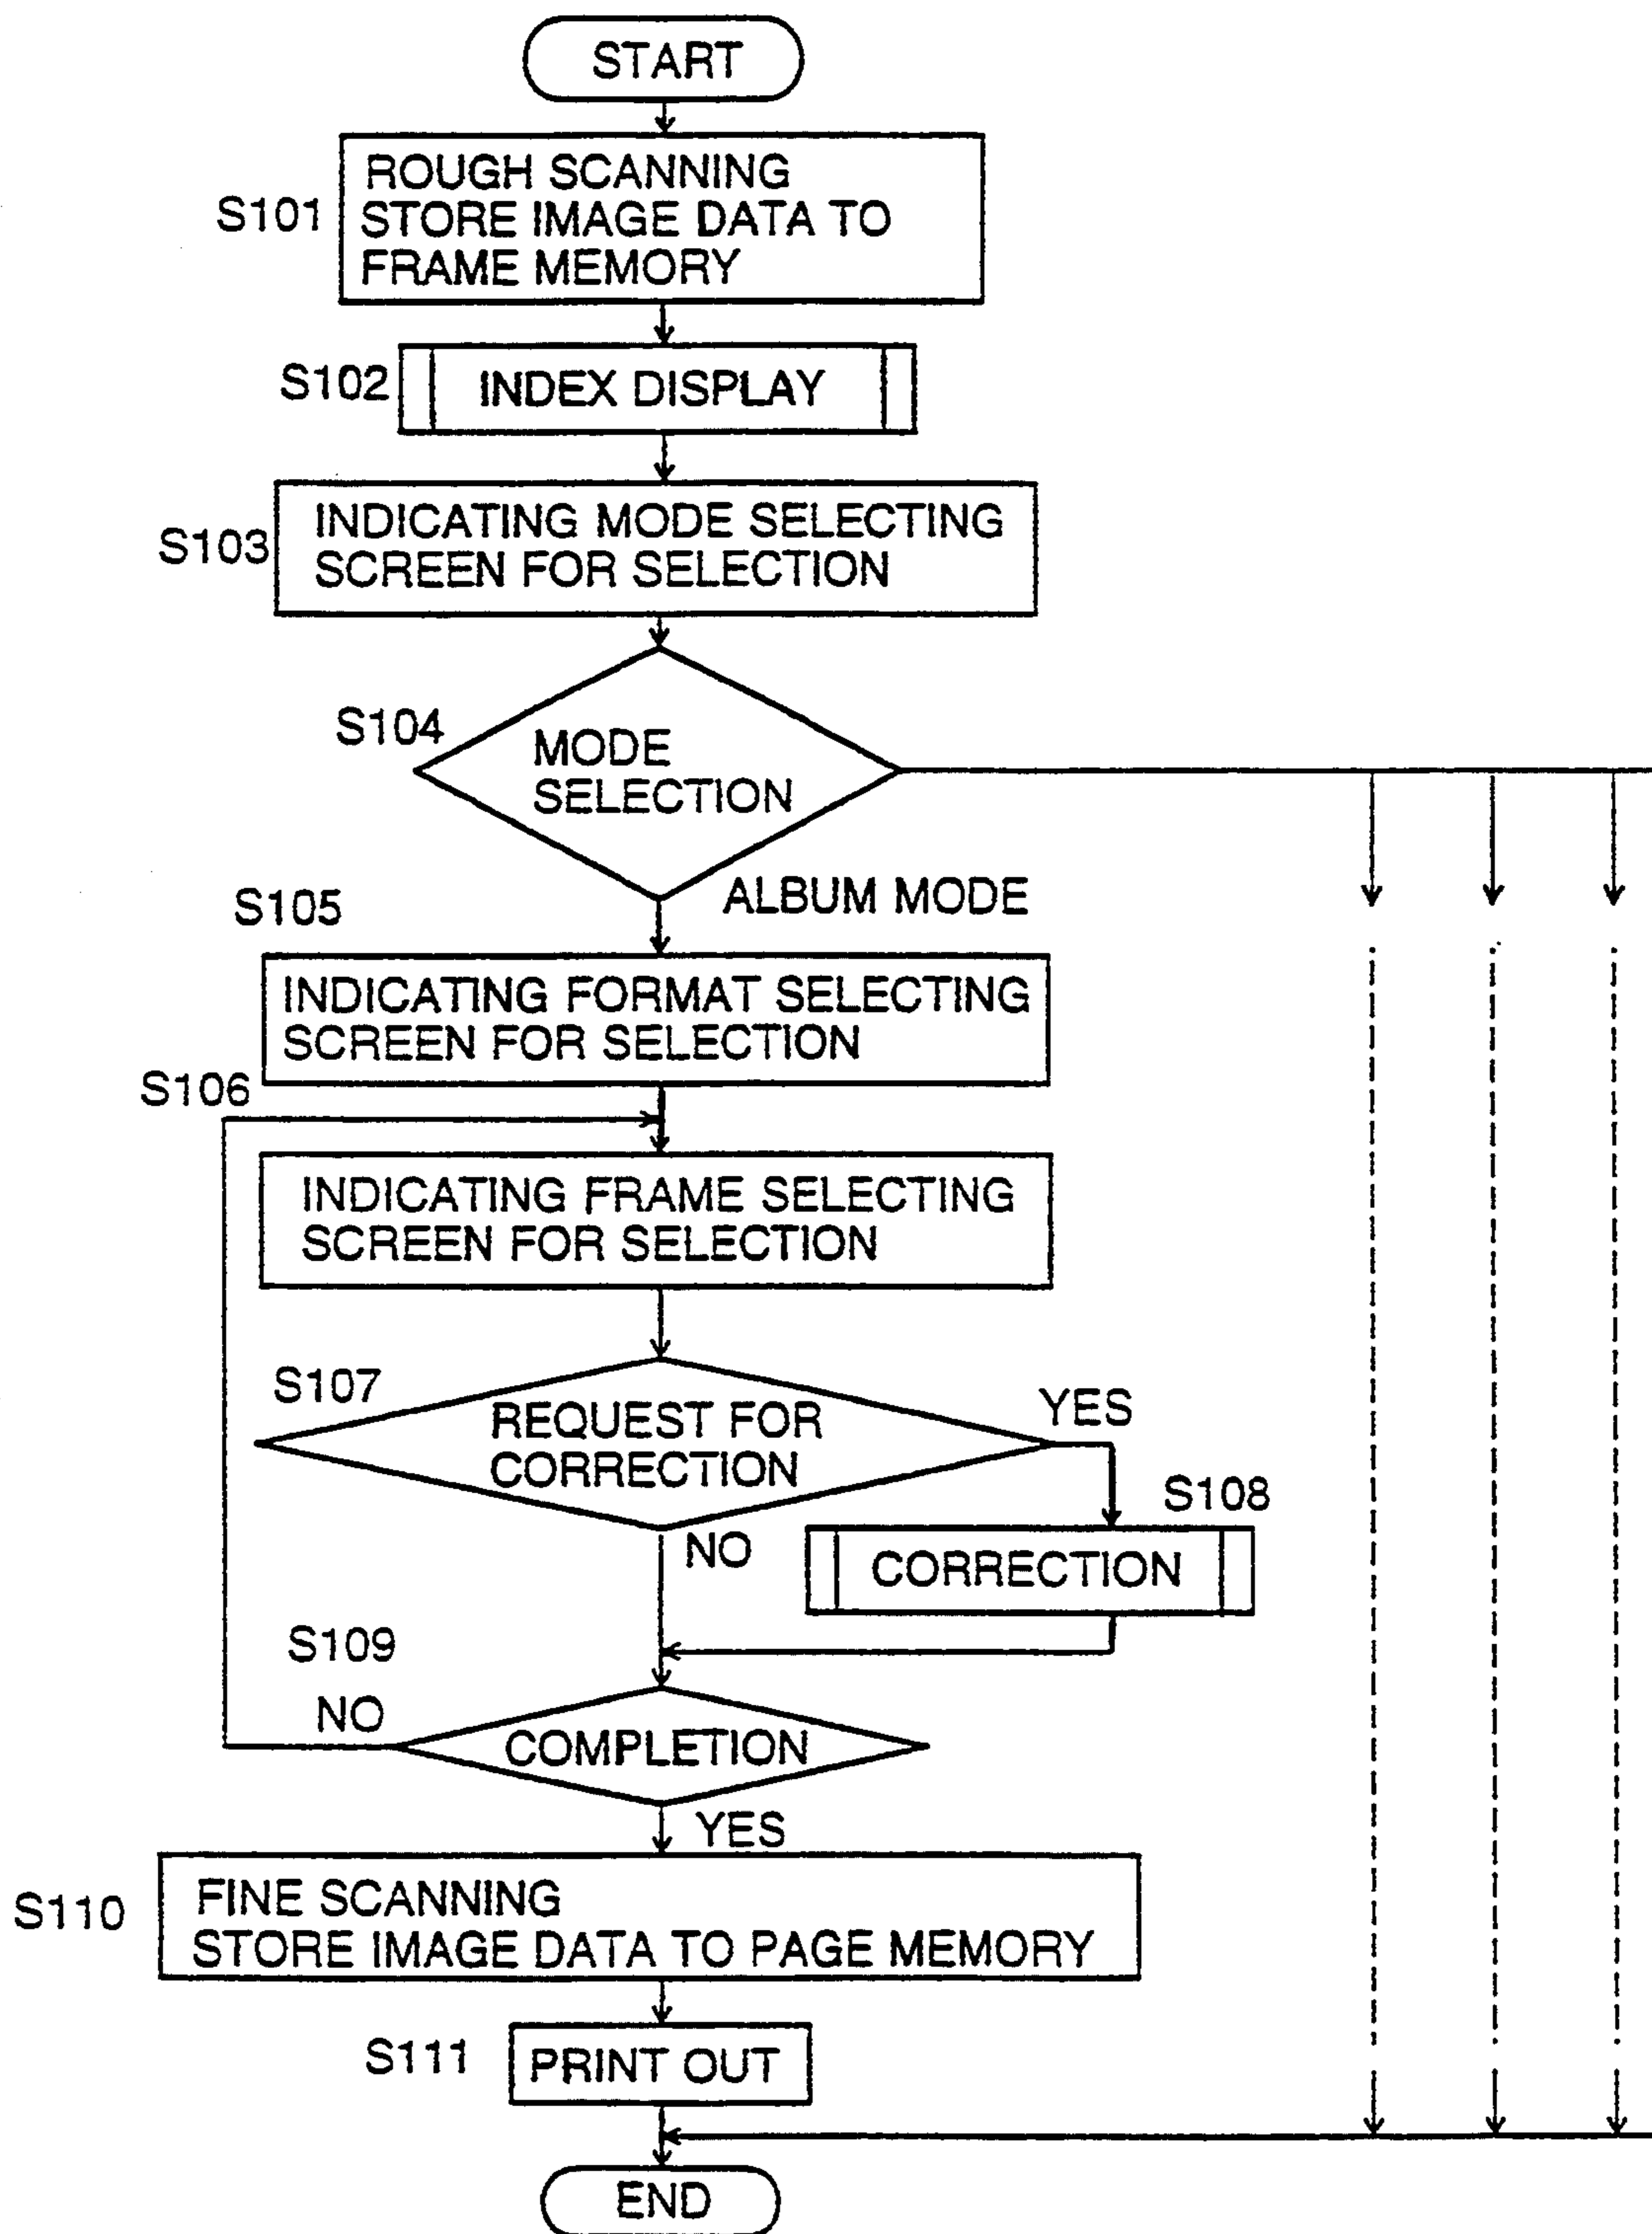 START
S101
ROUGH SCANNING
STORE IMAGE DATA TO
FRAME MEMORY
S102
INDEX DISPLAY
S103
INDICATING MODE SELECTING
SCREEN FOR SELECTION
S104
MODE
SELECTION
ALBUM MODE
S105
INDICATING FORMAT SELECTING
SCREEN FOR SELECTION
S106
INDICATING FRAME SELECTING
SCREEN FOR SELECTION
S107
REQUEST FOR
CORRECTION
YES
S108
NO
CORRECTION
S109
NO
COMPLETION
YES
S110
FINE SCANNING
STORE IMAGE DATA TO PAGE MEMORY
S111
PRINT OUT
END